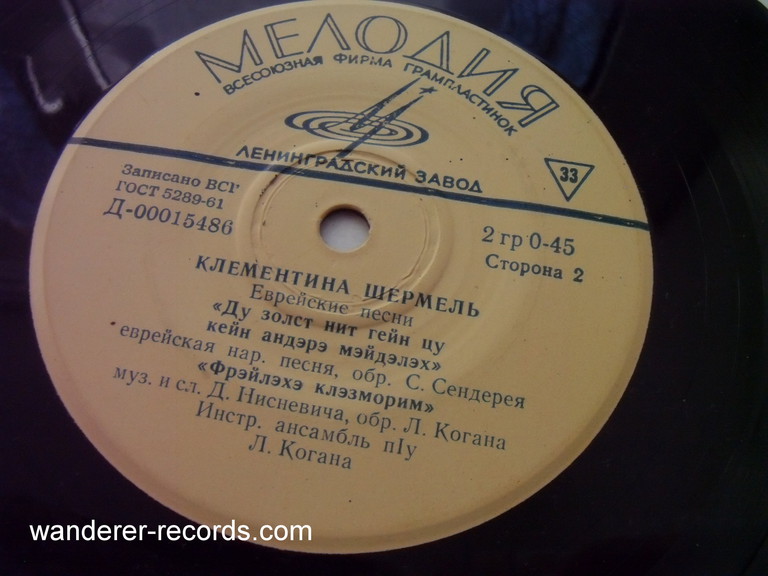 МЕЛОДИЯ
ВСЕСОЮЗНАЯ ФИРМА ГРАМПЛАСТИНОК
ЛЕНИНГРАДСКИЙ ЗАВОД
33
Записано ВСГ
ГОСТ 5289-61
Д-00015486
2 гр 0-45
Сторона 2
КЛЕМЕНТИНА ШЕРМЕЛЬ
Еврейские песни
«Ду золст нит гейн цу
кейн андэрэ мэйдэлэх»
еврейская нар. песня, обр. С. Сендерея
«Фрэйлэхэ клэзморим»
муз. и сл. Д. Нисневича, обр. Л. Когана
Инстр. ансамбль п/у
Л. Когана
wanderer-records.com